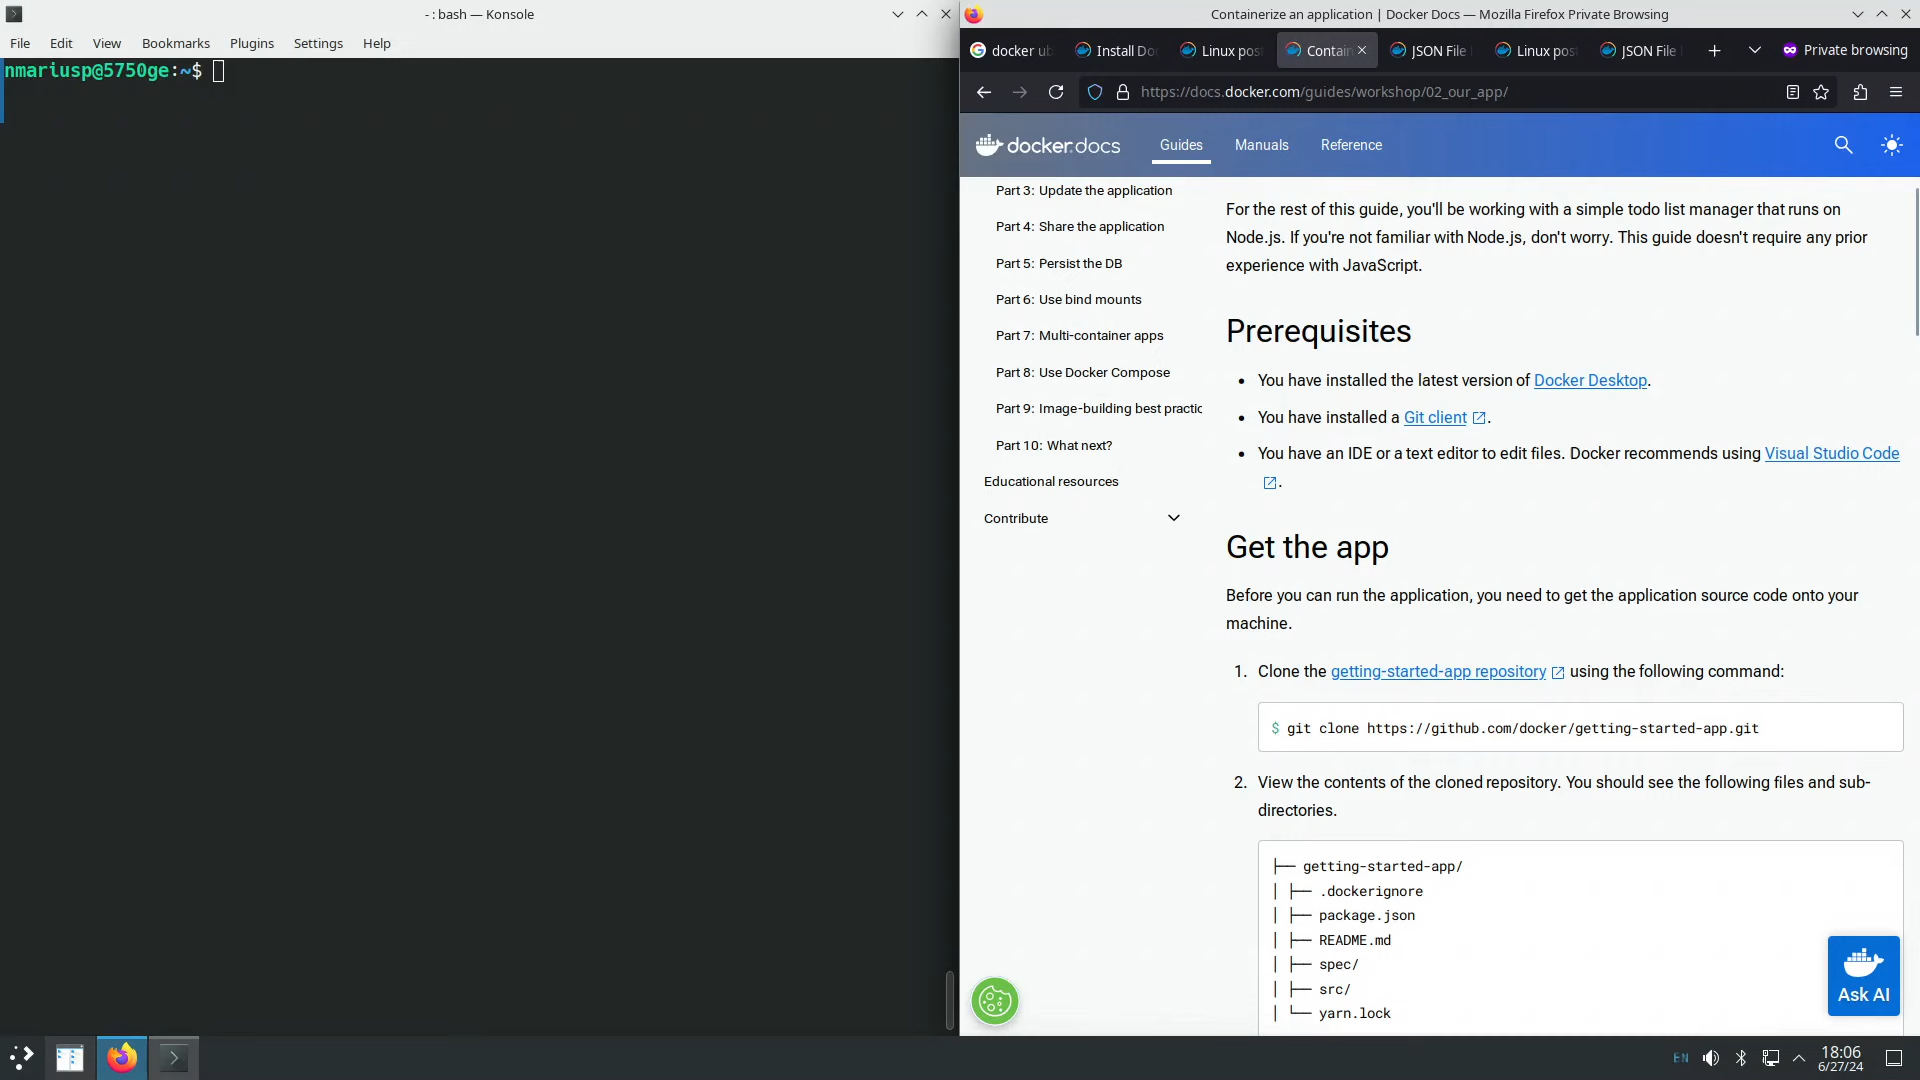 - : bash — Konsole
File Edit View Bookmarks Plugins Settings Help
nmariusp@5750ge:~$
Containerize an application | Docker Docs — Mozilla Firefox Private Browsing
docker ub
Install Do
Linux pos
Contain
JSON File
Linux pos
JSON File
Private browsing
https://docs.docker.com/guides/workshop/02_our_app/
docker.docs
Guides Manuals Reference
Part 3: Update the application
Part 4: Share the application
Part 5: Persist the DB
Part 6: Use bind mounts
Part 7: Multi-container apps
Part 8: Use Docker Compose
Part 9: Image-building best practic
Part 10: What next?
Educational resources
Contribute
For the rest of this guide, you'll be working with a simple todo list manager that runs on
Node.js. If you're not familiar with Node.js, don't worry. This guide doesn't require any prior
experience with JavaScript.
Prerequisites
• You have installed the latest version of Docker Desktop.
• You have installed a Git client .
• You have an IDE or a text editor to edit files. Docker recommends using Visual Studio Code
.
Get the app
Before you can run the application, you need to get the application source code onto your
machine.
1. Clone the getting-started-app repository using the following command:
$ git clone https://github.com/docker/getting-started-app.git
2. View the contents of the cloned repository. You should see the following files and sub-
directories.
├── getting-started-app/
│ ├── .dockerignore
│ ├── package.json
│ ├── README.md
│ ├── spec/
│ ├── src/
│ └── yarn.lock
Ask AI
EN
18:06
6/27/24